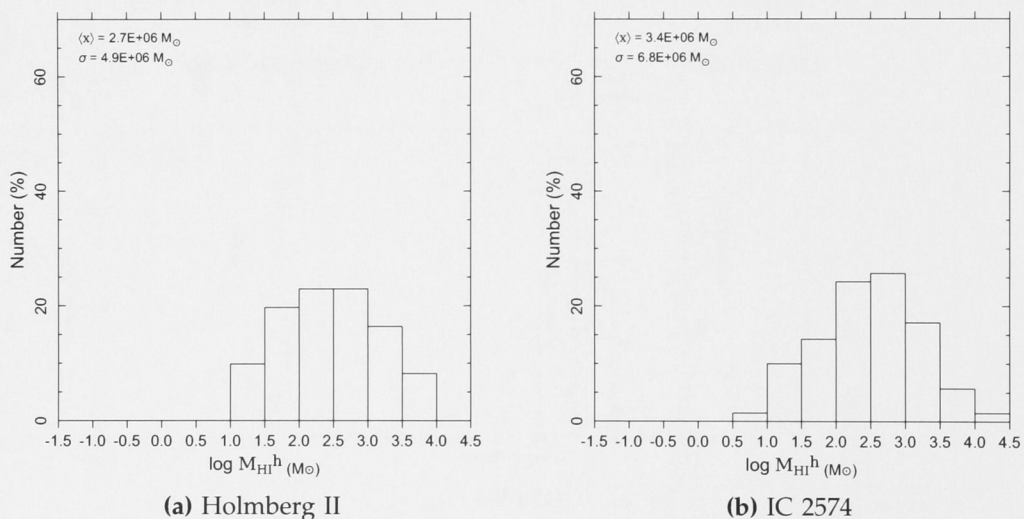 ⟨x⟩ = 2.7E+06 M⊙
σ = 4.9E+06 M⊙
Number (%)
60
40
20
0
-1.5 -1.0 -0.5 0.0 0.5 1.0 1.5 2.0 2.5 3.0 3.5 4.0 4.5
log M_HI^h (M⊙)
(a) Holmberg II
⟨x⟩ = 3.4E+06 M⊙
σ = 6.8E+06 M⊙
Number (%)
60
40
20
0
-1.5 -1.0 -0.5 0.0 0.5 1.0 1.5 2.0 2.5 3.0 3.5 4.0 4.5
log M_HI^h (M⊙)
(b) IC 2574